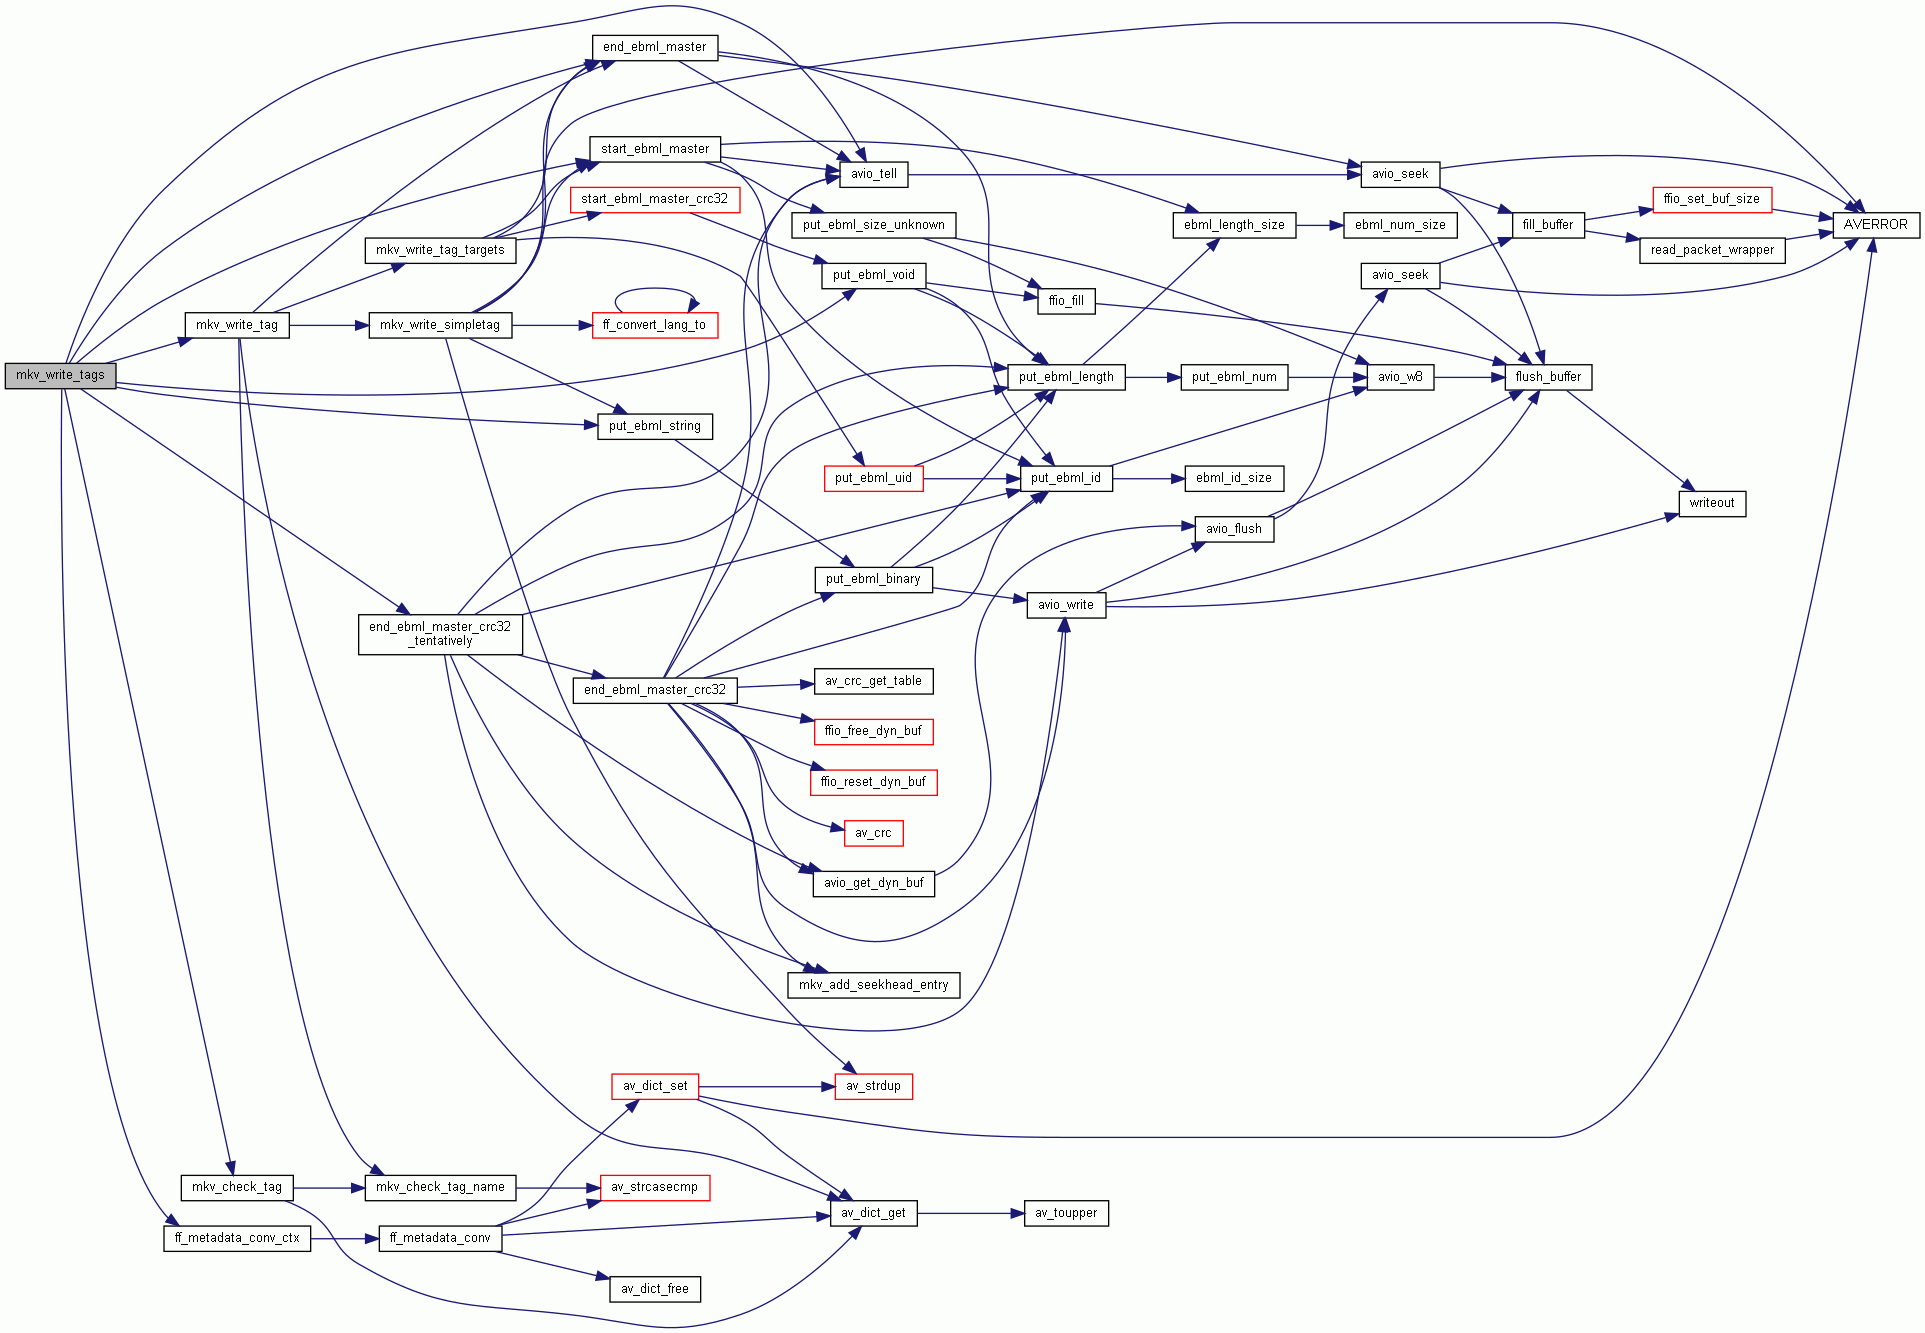 end_ebml_master
start_ebml_master
avio_tell
avio_seek
start_ebml_master_crc32
ffio_set_buf_size
put_ebml_size_unknown
ebml_length_size
ebml_num_size
fill_buffer
AVERROR
mkv_write_tag_targets
read_packet_wrapper
put_ebml_void
avio_seek
ffio_fill
mkv_write_tag
mkv_write_simpletag
ff_convert_lang_to
mkv_write_tags
put_ebml_length
put_ebml_num
avio_w8
flush_buffer
put_ebml_string
put_ebml_uid
put_ebml_id
ebml_id_size
writeout
avio_flush
put_ebml_binary
avio_write
end_ebml_master_crc32
_tentatively
end_ebml_master_crc32
av_crc_get_table
ffio_free_dyn_buf
ffio_reset_dyn_buf
av_crc
avio_get_dyn_buf
mkv_add_seekhead_entry
av_dict_set
av_strdup
mkv_check_tag
mkv_check_tag_name
av_strcasecmp
av_dict_get
av_toupper
ff_metadata_conv_ctx
ff_metadata_conv
av_dict_free